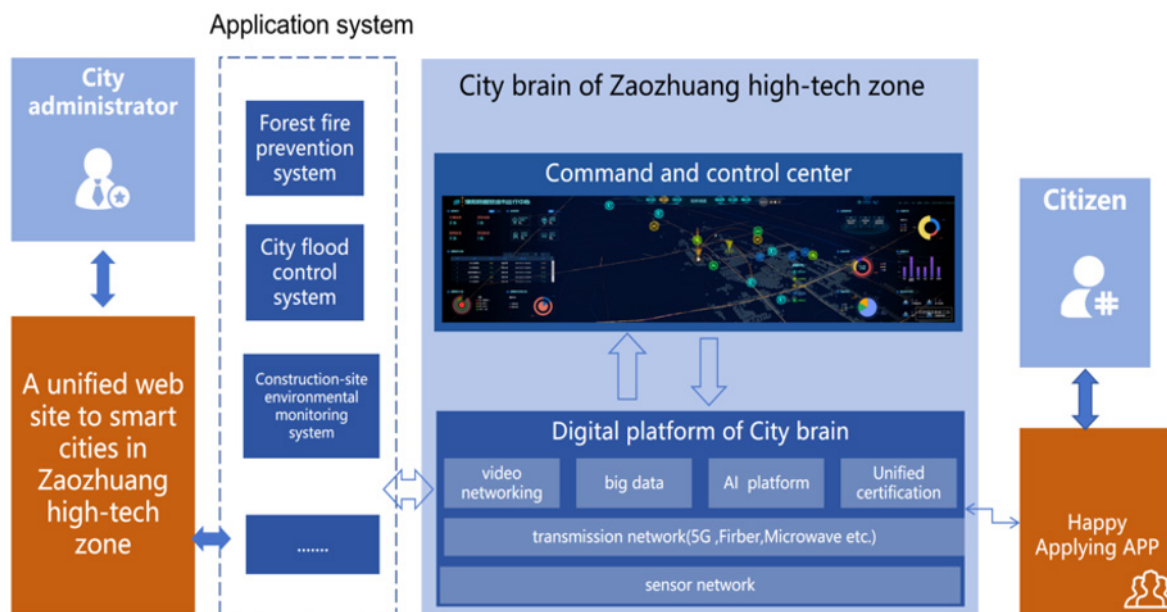 Application system
City
administrator
A unified web
site to smart
cities in
Zaozhuang
high-tech
zone
Forest fire
prevention
system
City flood
control
system
Construction-site
environmental
monitoring
system
.......
City brain of Zaozhuang high-tech zone
Command and control center
Digital platform of City brain
video
networking
big data
AI platform
Unified
certification
transmission network(5G ,Firber,Microwave etc.)
sensor network
Citizen
Happy
Applying APP